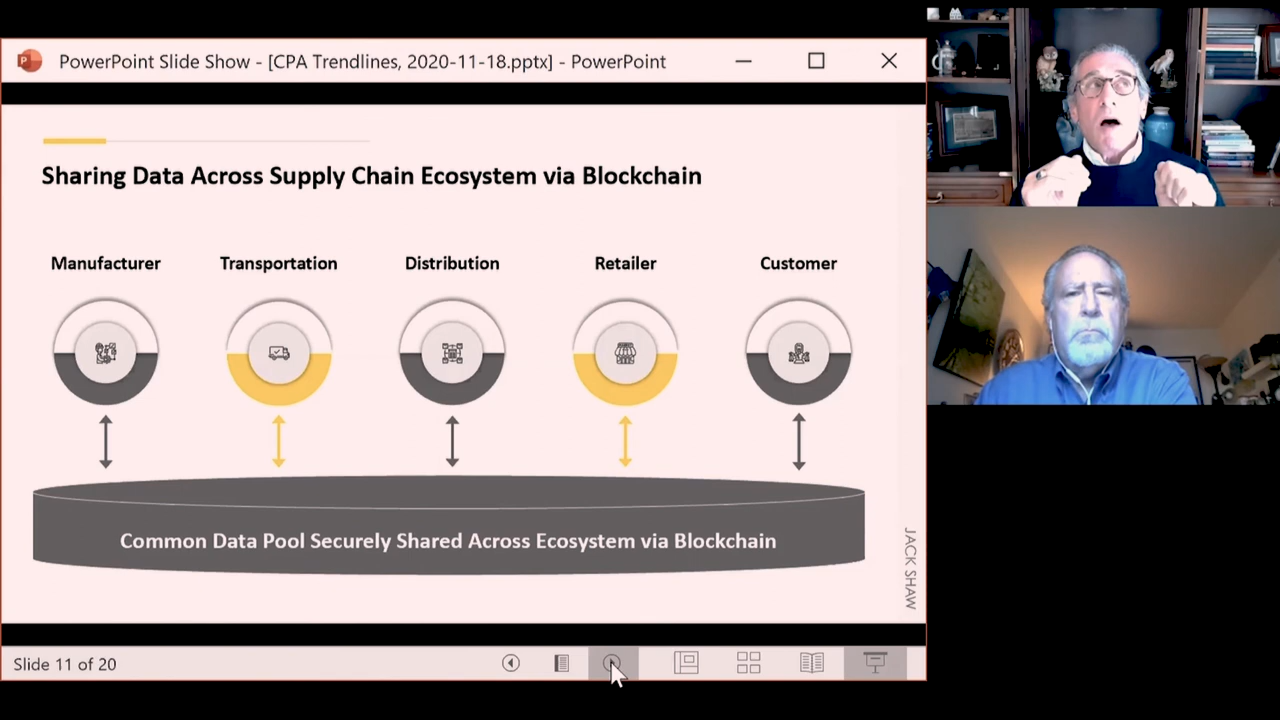 PowerPoint Slide Show - [CPA Trendlines, 2020-11-18.pptx] - PowerPoint
Sharing Data Across Supply Chain Ecosystem via Blockchain
Manufacturer
Transportation
Distribution
Retailer
Customer
Common Data Pool Securely Shared Across Ecosystem via Blockchain
JACK SHAW
Slide 11 of 20